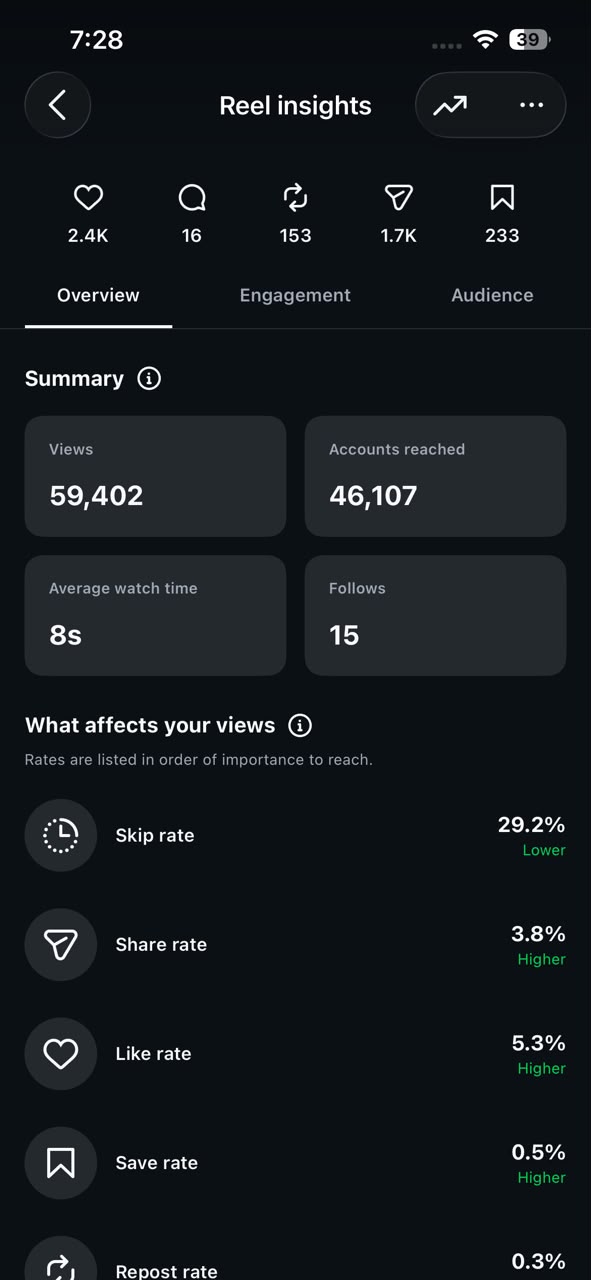 7:28
39
Reel insights
2.4K 16 153 1.7K 233
Overview Engagement Audience
Summary
Views Accounts reached
59,402 46,107
Average watch time Follows
8s 15
What affects your views
Rates are listed in order of importance to reach.
Skip rate 29.2%
Lower
Share rate 3.8%
Higher
Like rate 5.3%
Higher
Save rate 0.5%
Higher
Repost rate 0.3%